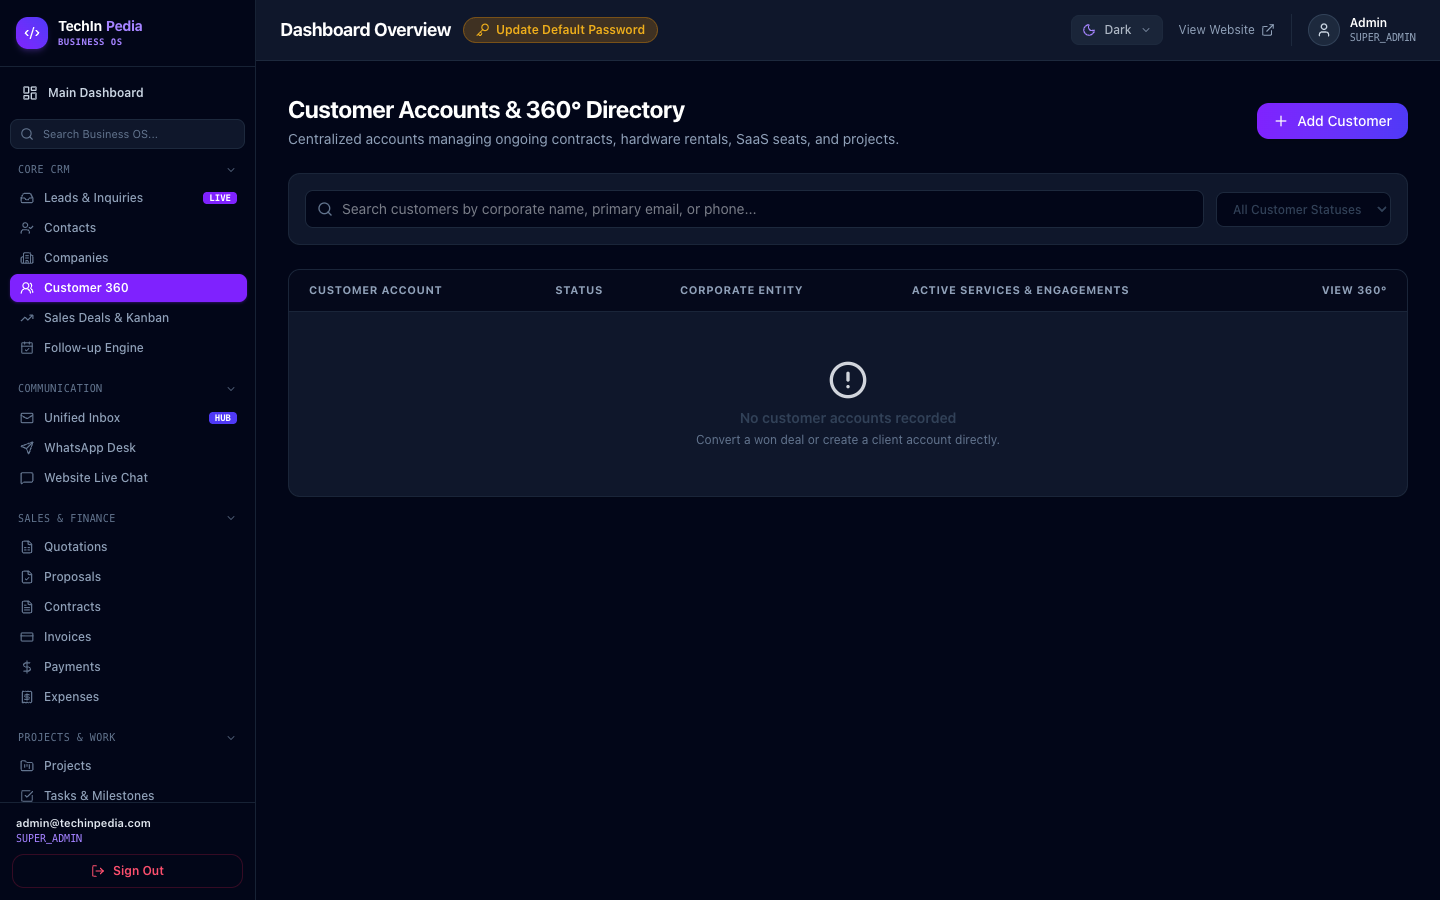 TechIn Pedia
BUSINESS OS
Main Dashboard
Search Business OS...
CORE CRM
Leads & Inquiries LIVE
Contacts
Companies
Customer 360
Sales Deals & Kanban
Follow-up Engine
COMMUNICATION
Unified Inbox HUB
WhatsApp Desk
Website Live Chat
SALES & FINANCE
Quotations
Proposals
Contracts
Invoices
Payments
Expenses
PROJECTS & WORK
Projects
Tasks & Milestones
admin@techinpedia.com
SUPER_ADMIN
Sign Out
Dashboard Overview Update Default Password Dark View Website Admin
SUPER_ADMIN
Customer Accounts & 360° Directory
Centralized accounts managing ongoing contracts, hardware rentals, SaaS seats, and projects.
Add Customer
Search customers by corporate name, primary email, or phone... All Customer Statuses
CUSTOMER ACCOUNT STATUS CORPORATE ENTITY ACTIVE SERVICES & ENGAGEMENTS VIEW 360°
No customer accounts recorded
Convert a won deal or create a client account directly.